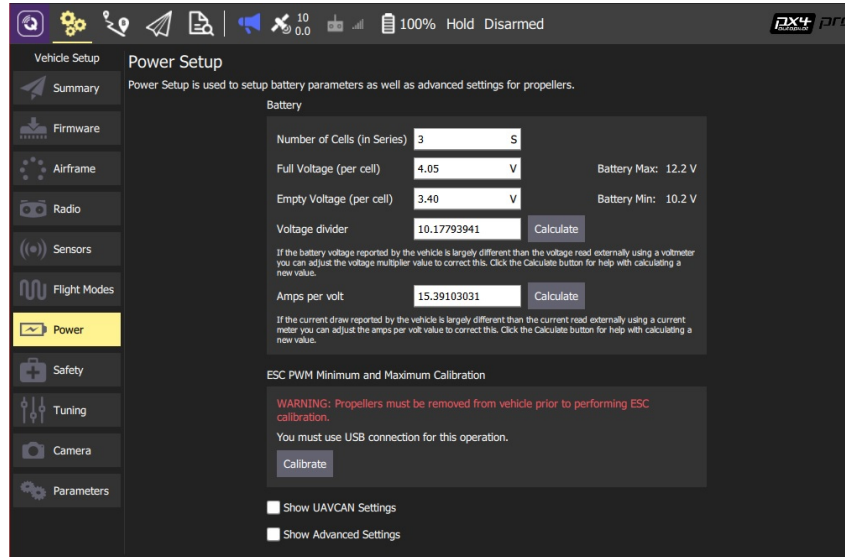 10
0.0
100% Hold Disarmed
px4
autopilot
pro
Vehicle Setup
Summary
Firmware
Airframe
Radio
Sensors
Flight Modes
Power
Safety
Tuning
Camera
Parameters
Power Setup
Power Setup is used to setup battery parameters as well as advanced settings for propellers.
Battery
Number of Cells (in Series) 3 S
Full Voltage (per cell) 4.05 V Battery Max: 12.2 V
Empty Voltage (per cell) 3.40 V Battery Min: 10.2 V
Voltage divider 10.17793941 Calculate
If the battery voltage reported by the vehicle is largely different than the voltage read externally using a voltmeter
you can adjust the voltage multiplier value to correct this. Click the Calculate button for help with calculating a
new value.
Amps per volt 15.39103031 Calculate
If the current draw reported by the vehicle is largely different than the current read externally using a current
meter you can adjust the amps per volt value to correct this. Click the Calculate button for help with calculating a
new value.
ESC PWM Minimum and Maximum Calibration
WARNING: Propellers must be removed from vehicle prior to performing ESC
calibration.
You must use USB connection for this operation.
Calibrate
Show UAVCAN Settings
Show Advanced Settings